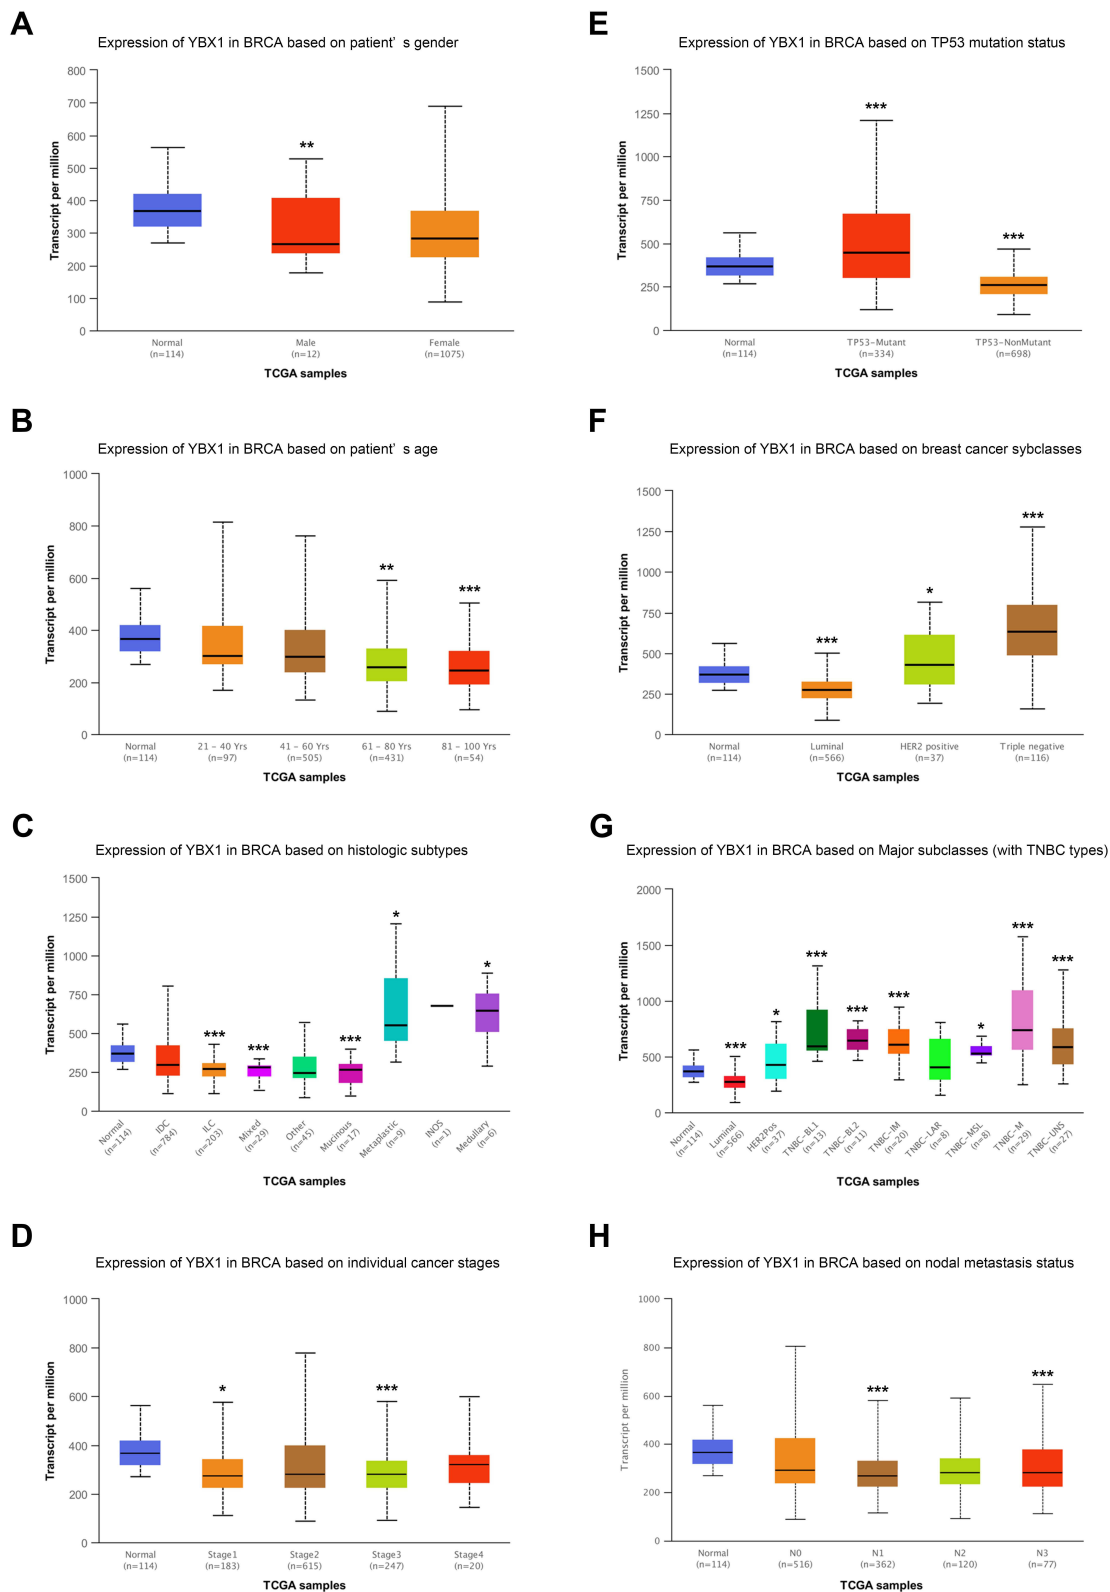 A
Expression of YBX1 in BRCA based on patient’ s gender
Transcript per million
800
700
600
500
400
300
200
100
0
**
Normal
(n=114)
Male
(n=12)
Female
(n=1075)
TCGA samples
B
Expression of YBX1 in BRCA based on patient’ s age
Transcript per million
1000
800
600
400
200
0
**
***
Normal
(n=114)
21 – 40 Yrs
(n=97)
41 – 60 Yrs
(n=505)
61 – 80 Yrs
(n=431)
81 – 100 Yrs
(n=54)
TCGA samples
C
Expression of YBX1 in BRCA based on histologic subtypes
Transcript per million
1500
1250
1000
750
500
250
0
***
***
***
*
*
Normal
(n=114)
IDC
(n=784)
ILC
(n=203)
Mixed
(n=29)
Other
(n=45)
Mucinous
(n=17)
Metaplastic
(n=9)
INOS
(n=1)
Medullary
(n=6)
TCGA samples
D
Expression of YBX1 in BRCA based on individual cancer stages
Transcript per million
1000
800
600
400
200
0
*
***
Normal
(n=114)
Stage1
(n=183)
Stage2
(n=615)
Stage3
(n=247)
Stage4
(n=20)
TCGA samples
E
Expression of YBX1 in BRCA based on TP53 mutation status
Transcript per million
1500
1250
1000
750
500
250
0
***
***
Normal
(n=114)
TP53–Mutant
(n=334)
TP53–NonMutant
(n=698)
TCGA samples
F
Expression of YBX1 in BRCA based on breast cancer sybclasses
Transcript per million
1500
1250
1000
750
500
250
0
***
*
***
Normal
(n=114)
Luminal
(n=566)
HER2 positive
(n=37)
Triple negative
(n=116)
TCGA samples
G
Expression of YBX1 in BRCA based on Major subclasses (with TNBC types)
Transcript per million
2000
1500
1000
500
0
***
*
***
***
***
*
***
***
Normal
(n=114)
Luminal
(n=566)
HER2Pos
(n=37)
TNBC–BL1
(n=13)
TNBC–BL2
(n=11)
TNBC–IM
(n=20)
TNBC–LAR
(n=8)
TNBC–MSL
(n=8)
TNBC–M
(n=29)
TNBC–UNS
(n=27)
TCGA samples
H
Expression of YBX1 in BRCA based on nodal metastasis status
Transcript per million
1000
800
600
400
200
0
***
***
Normal
(n=114)
N0
(n=516)
N1
(n=362)
N2
(n=120)
N3
(n=77)
TCGA samples